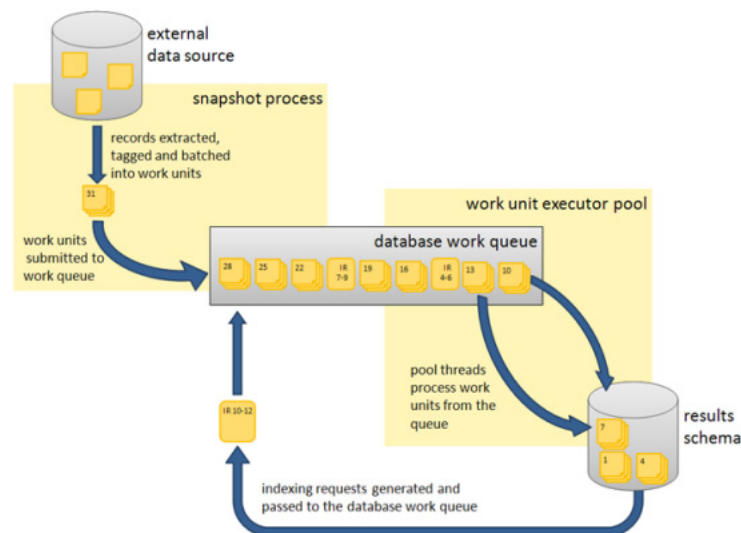 external
data source
snapshot process
records extracted,
tagged and batched
into work units
31
work units
submitted to
work queue
work unit executor pool
database work queue
28
25
22
IR
7-9
19
16
IR
4-6
13
10
pool threads
process work
units from the
queue
IR 10-12
7
1
4
results
schema
indexing requests generated and
passed to the database work queue